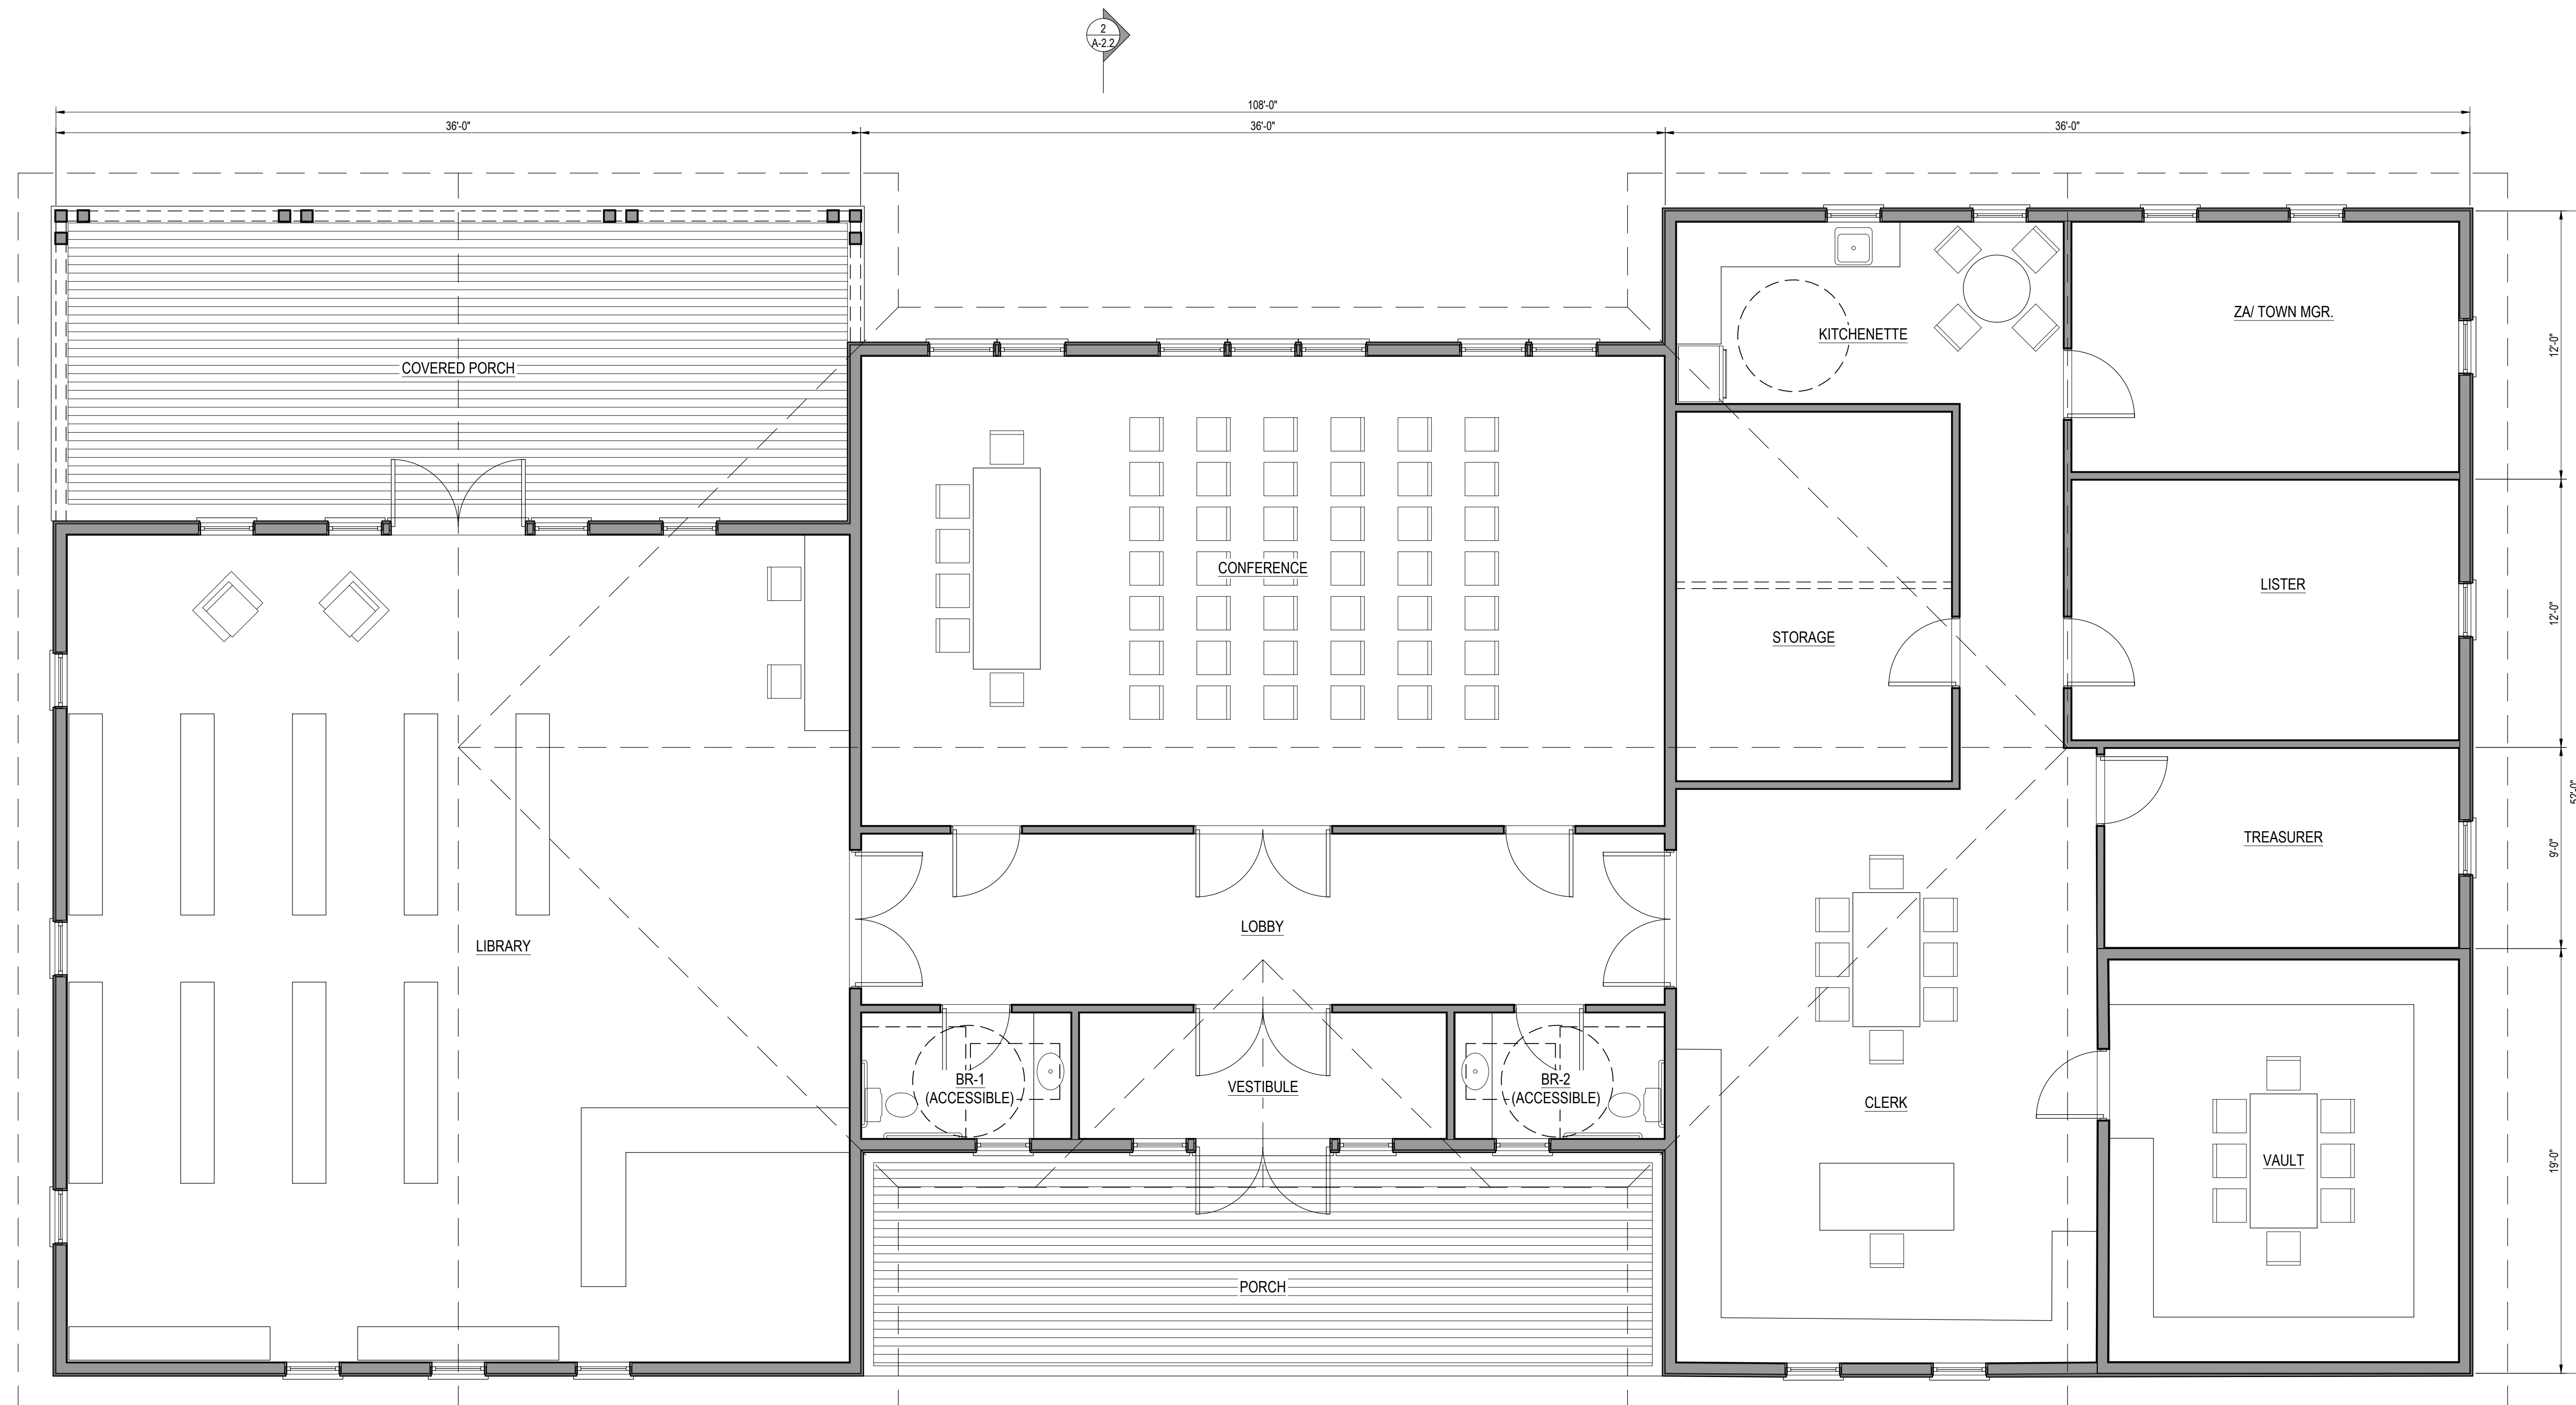 2
A-2.2
108'-0"
36'-0"
36'-0"
36'-0"
ZA/ TOWN MGR.
KITCHENETTE
12'-0"
COVERED PORCH
CONFERENCE
LISTER
12'-0"
STORAGE
52'-0"
TREASURER
9'-0"
LOBBY
LIBRARY
BR-1
(ACCESSIBLE)
VESTIBULE
BR-2
(ACCESSIBLE)
CLERK
VAULT
19'-0"
PORCH